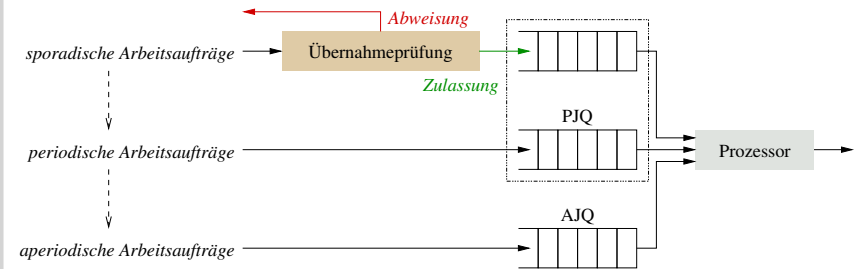 Abweisung
sporadische Arbeitsaufträge
Übernahmeprüfung
Zulassung
PJQ
periodische Arbeitsaufträge
Prozessor
AJQ
aperiodische Arbeitsaufträge